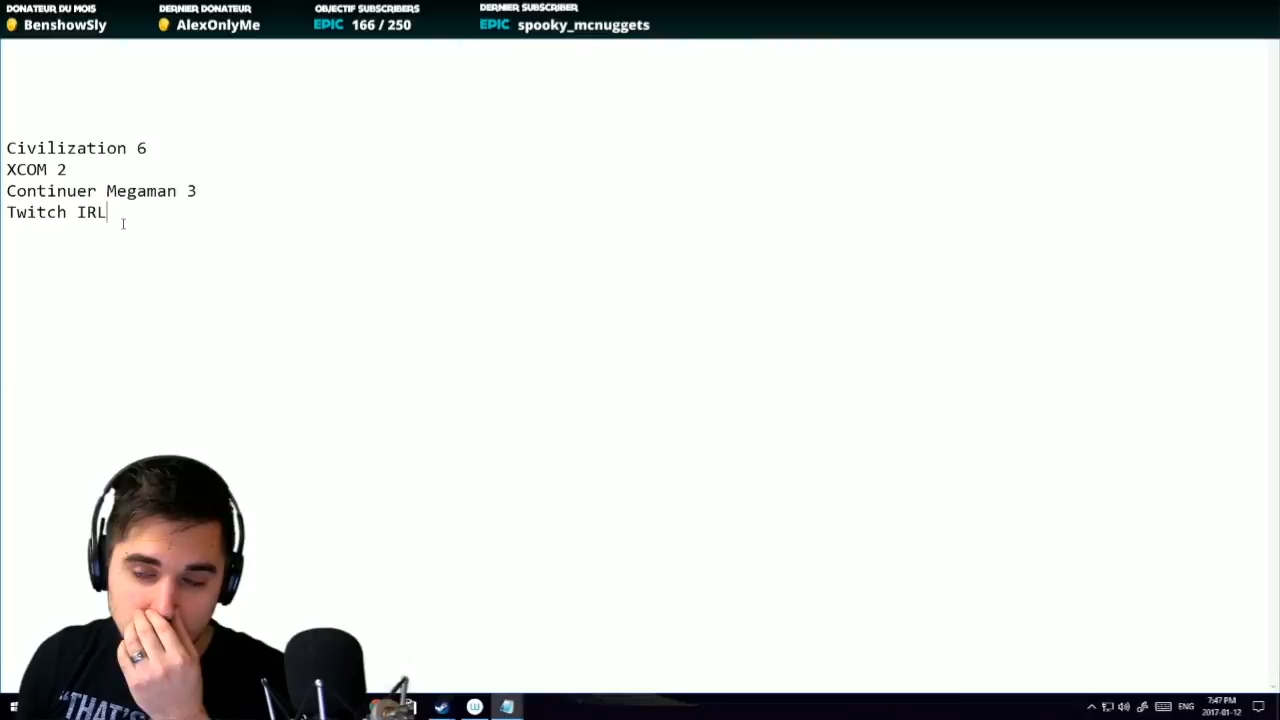 DONATEUR DU MOIS
BenshowSly
DERNIER DONATEUR
AlexOnlyMe
OBJECTIF SUBSCRIBERS
EPIC 166 / 250
DERNIER SUBSCRIBER
EPIC spooky_mcnuggets
Civilization 6
XCOM 2
Continuer Megaman 3
Twitch IRL
"THAT'S
ENG
7:47 PM
2017-01-12